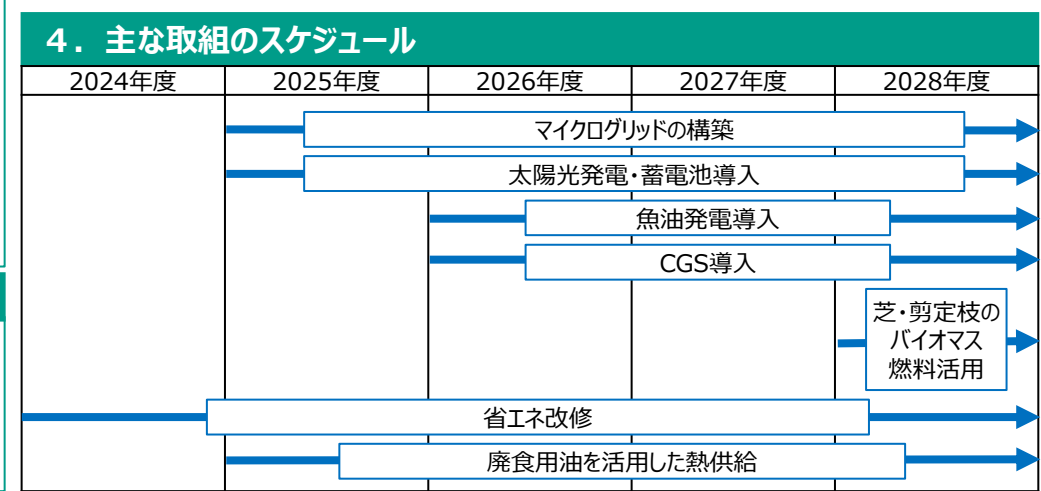 4．主な取組のスケジュール
2024年度 2025年度 2026年度 2027年度 2028年度
マイクログリッドの構築
太陽光発電・蓄電池導入
魚油発電導入
CGS導入
芝・剪定枝の
バイオマス
燃料活用
省エネ改修
廃食用油を活用した熱供給